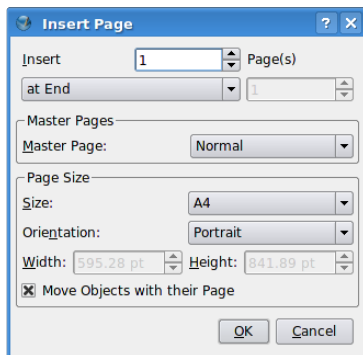 Insert Page
Insert 1 Page(s)
at End 1
Master Pages
Master Page: Normal
Page Size
Size: A4
Orientation: Portrait
Width: 595.28 pt Height: 841.89 pt
Move Objects with their Page
OK Cancel